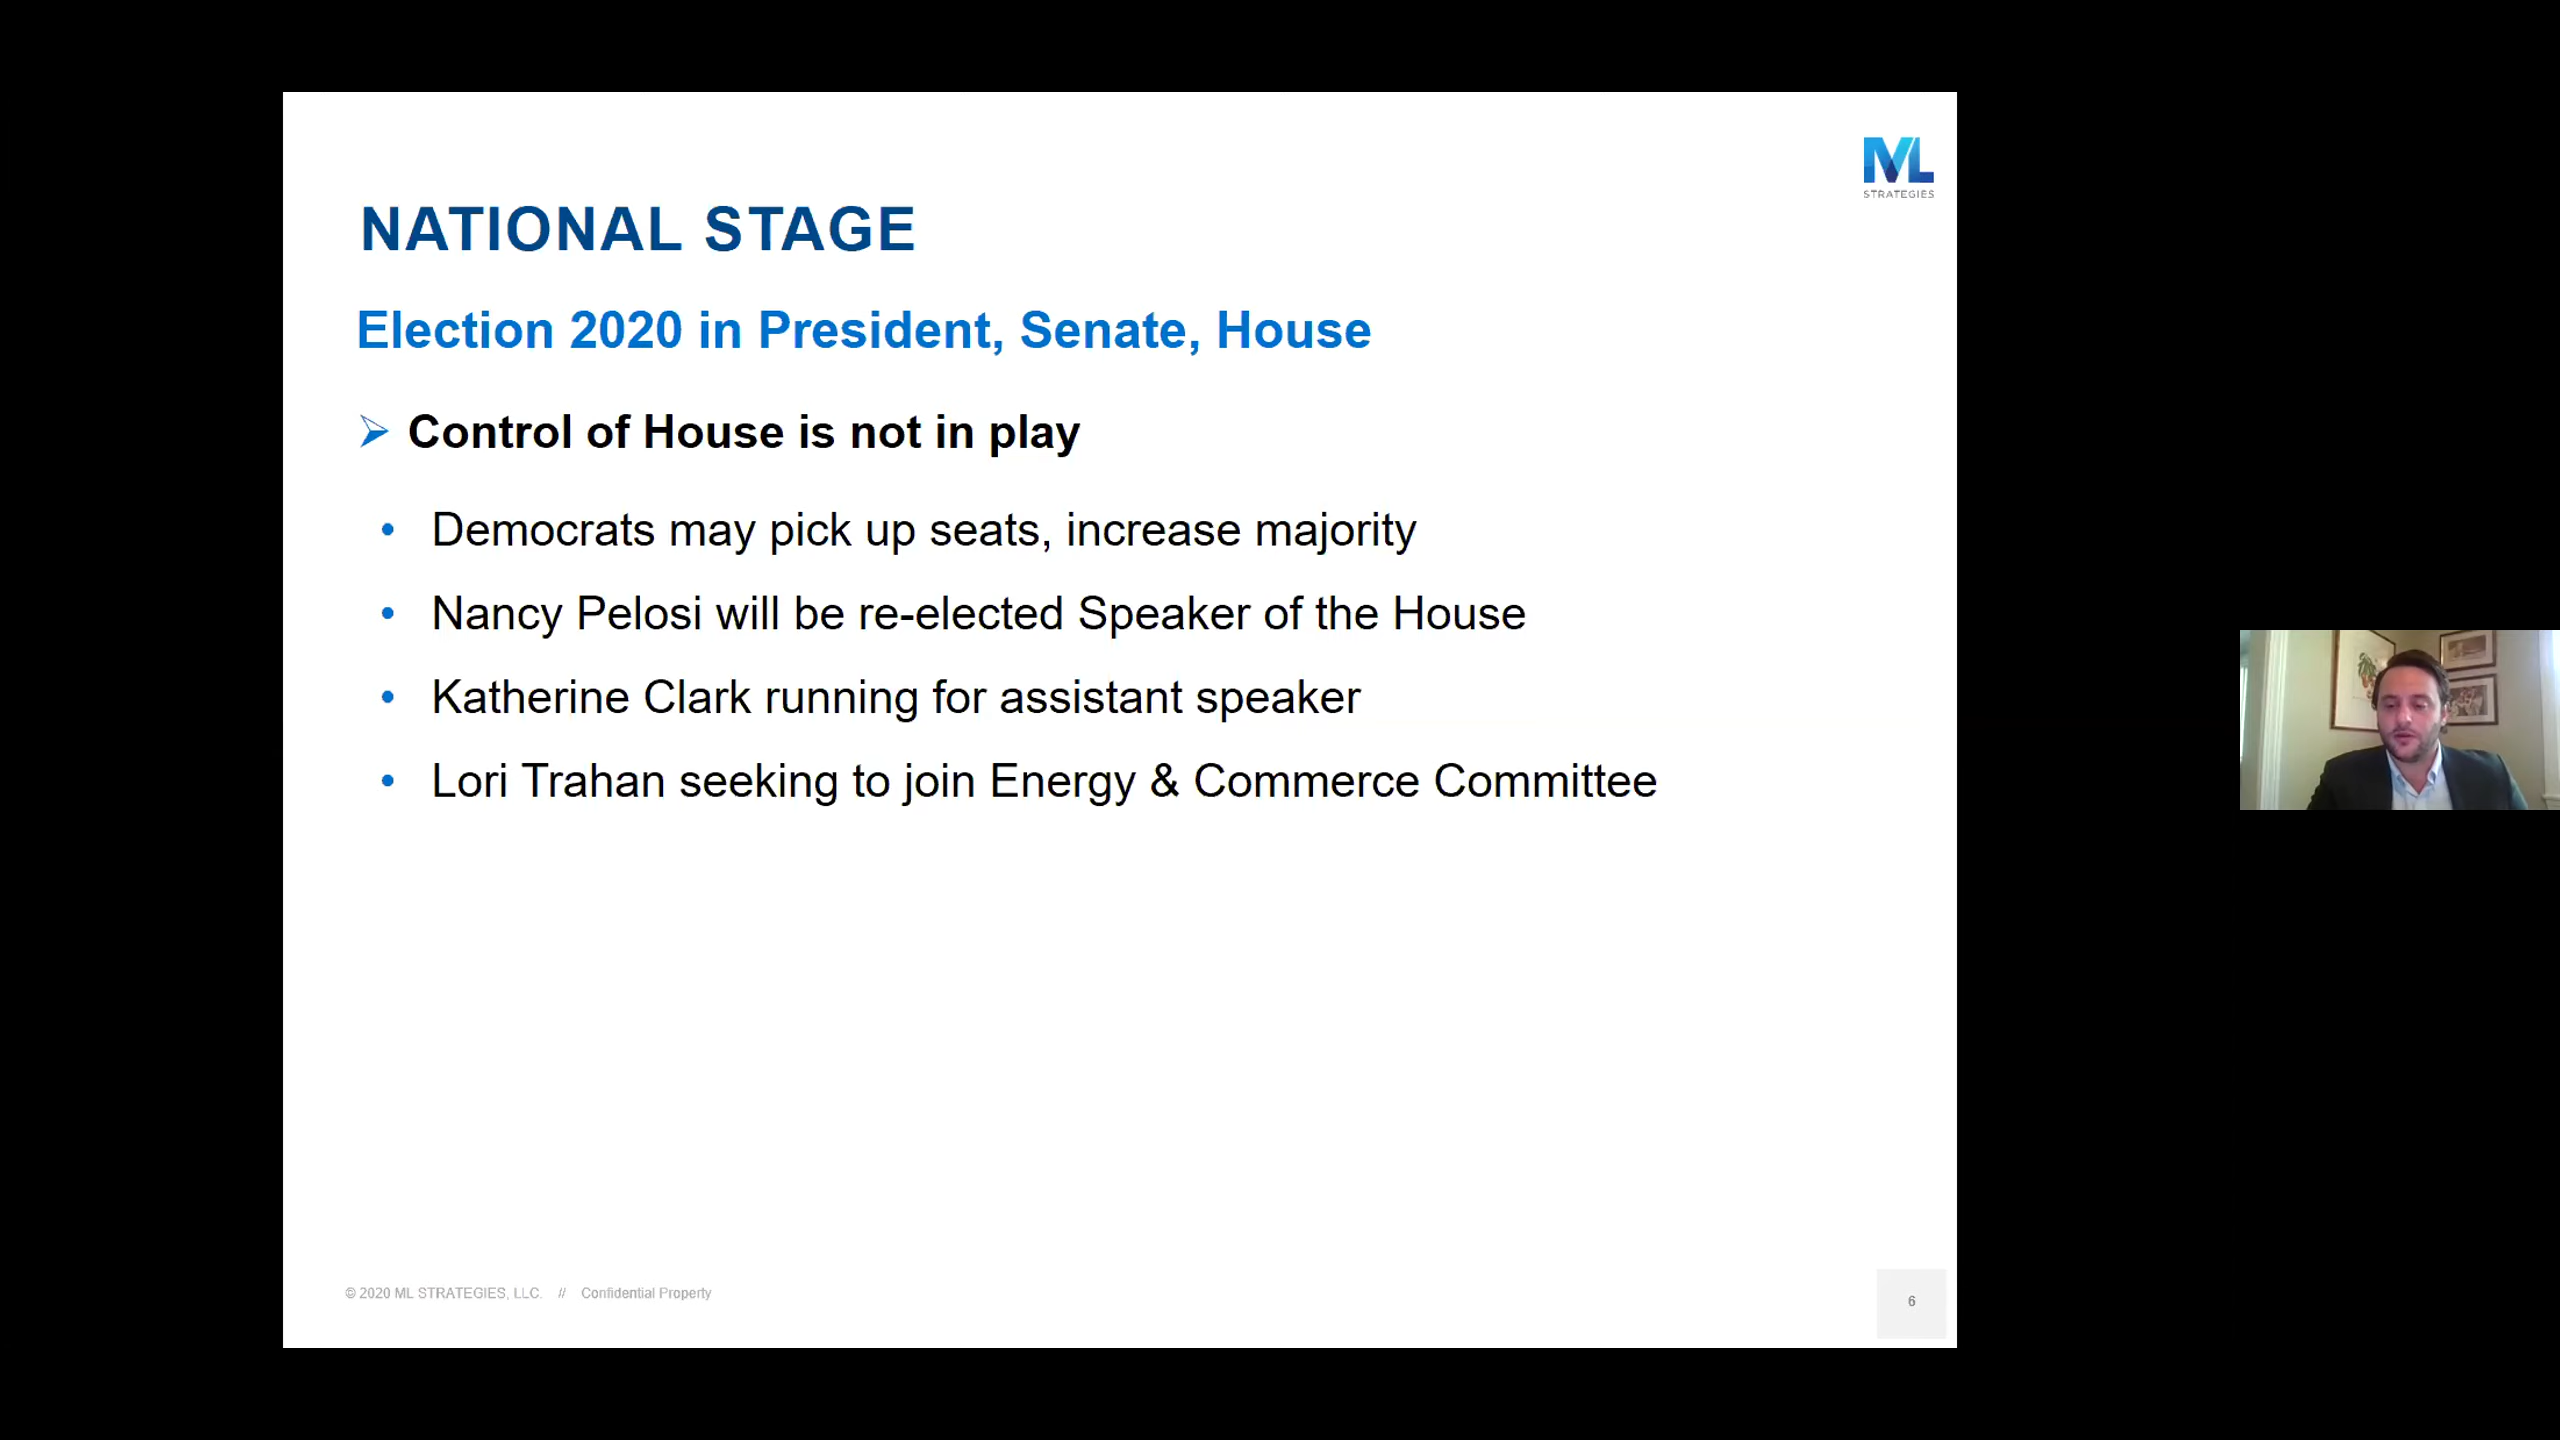 ML
STRATEGIES
NATIONAL STAGE
Election 2020 in President, Senate, House
Control of House is not in play
• Democrats may pick up seats, increase majority
• Nancy Pelosi will be re-elected Speaker of the House
• Katherine Clark running for assistant speaker
• Lori Trahan seeking to join Energy & Commerce Committee
© 2020 ML STRATEGIES, LLC. // Confidential Property
6